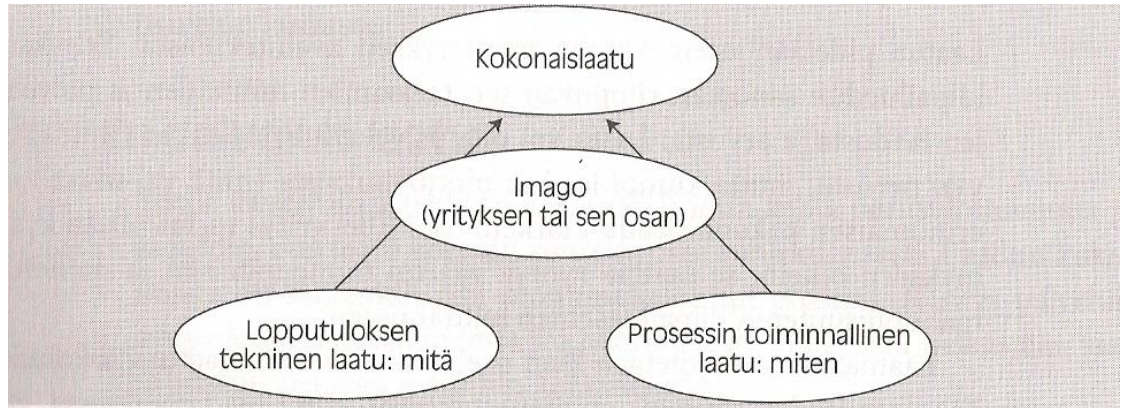 Kokonaislaatu
Imago
(yrityksen tai sen osan)
Lopputuloksen
tekninen laatu: mitä
Prosessin toiminnallinen
laatu: miten